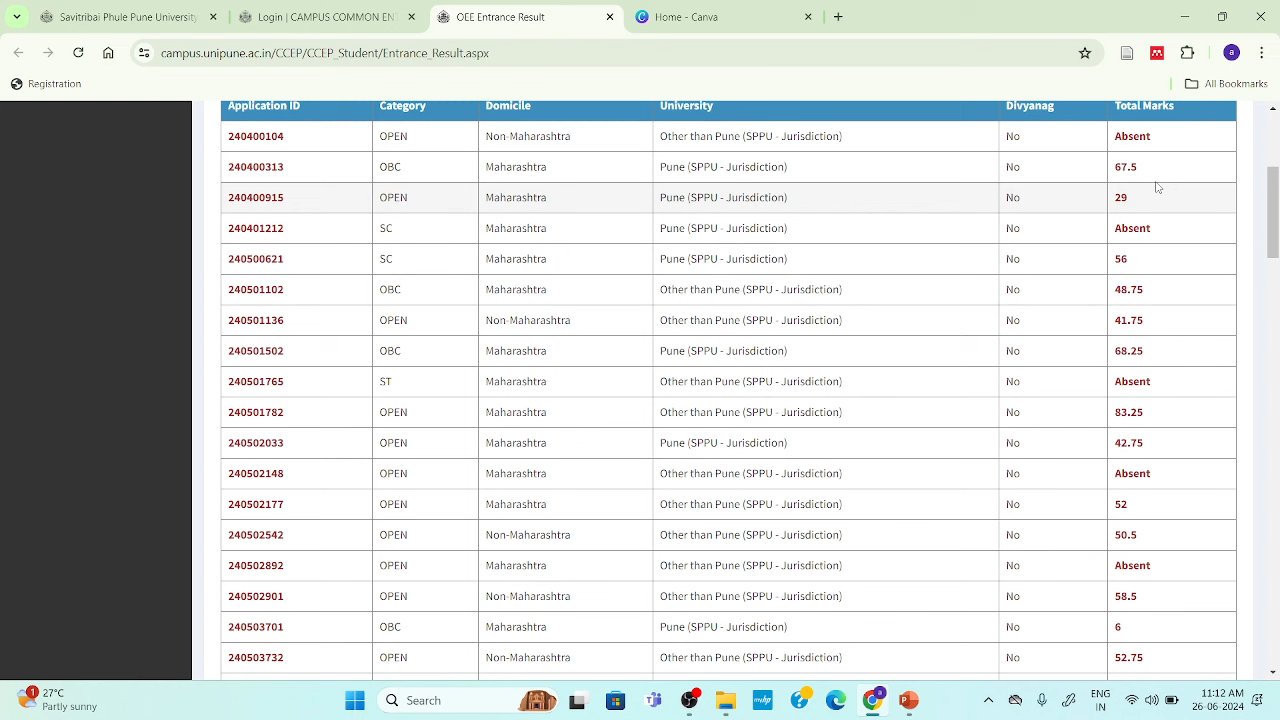 Savitribai Phule Pune University
Login | CAMPUS COMMON EN
OEE Entrance Result
Home - Canva
campus.unipune.ac.in/CCEP/CCEP_Student/Entrance_Result.aspx
a
Registration
All Bookmarks
Application ID Category Domicile University Divyanag Total Marks
240400104 OPEN Non-Maharashtra Other than Pune (SPPU - Jurisdiction) No Absent
240400313 OBC Maharashtra Pune (SPPU - Jurisdiction) No 67.5
240400915 OPEN Maharashtra Pune (SPPU - Jurisdiction) No 29
240401212 SC Maharashtra Pune (SPPU - Jurisdiction) No Absent
240500621 SC Maharashtra Pune (SPPU - Jurisdiction) No 56
240501102 OBC Maharashtra Other than Pune (SPPU - Jurisdiction) No 48.75
240501136 OPEN Non-Maharashtra Other than Pune (SPPU - Jurisdiction) No 41.75
240501502 OBC Maharashtra Pune (SPPU - Jurisdiction) No 68.25
240501765 ST Maharashtra Other than Pune (SPPU - Jurisdiction) No Absent
240501782 OPEN Maharashtra Other than Pune (SPPU - Jurisdiction) No 83.25
240502033 OPEN Maharashtra Pune (SPPU - Jurisdiction) No 42.75
240502148 OPEN Maharashtra Other than Pune (SPPU - Jurisdiction) No Absent
240502177 OPEN Maharashtra Other than Pune (SPPU - Jurisdiction) No 52
240502542 OPEN Non-Maharashtra Other than Pune (SPPU - Jurisdiction) No 50.5
240502892 OPEN Maharashtra Other than Pune (SPPU - Jurisdiction) No Absent
240502901 OPEN Non-Maharashtra Other than Pune (SPPU - Jurisdiction) No 58.5
240503701 OBC Maharashtra Pune (SPPU - Jurisdiction) No 6
240503732 OPEN Non-Maharashtra Other than Pune (SPPU - Jurisdiction) No 52.75
1
27°C
Partly sunny
Search
ENG
IN
11:12 AM
26-06-2024